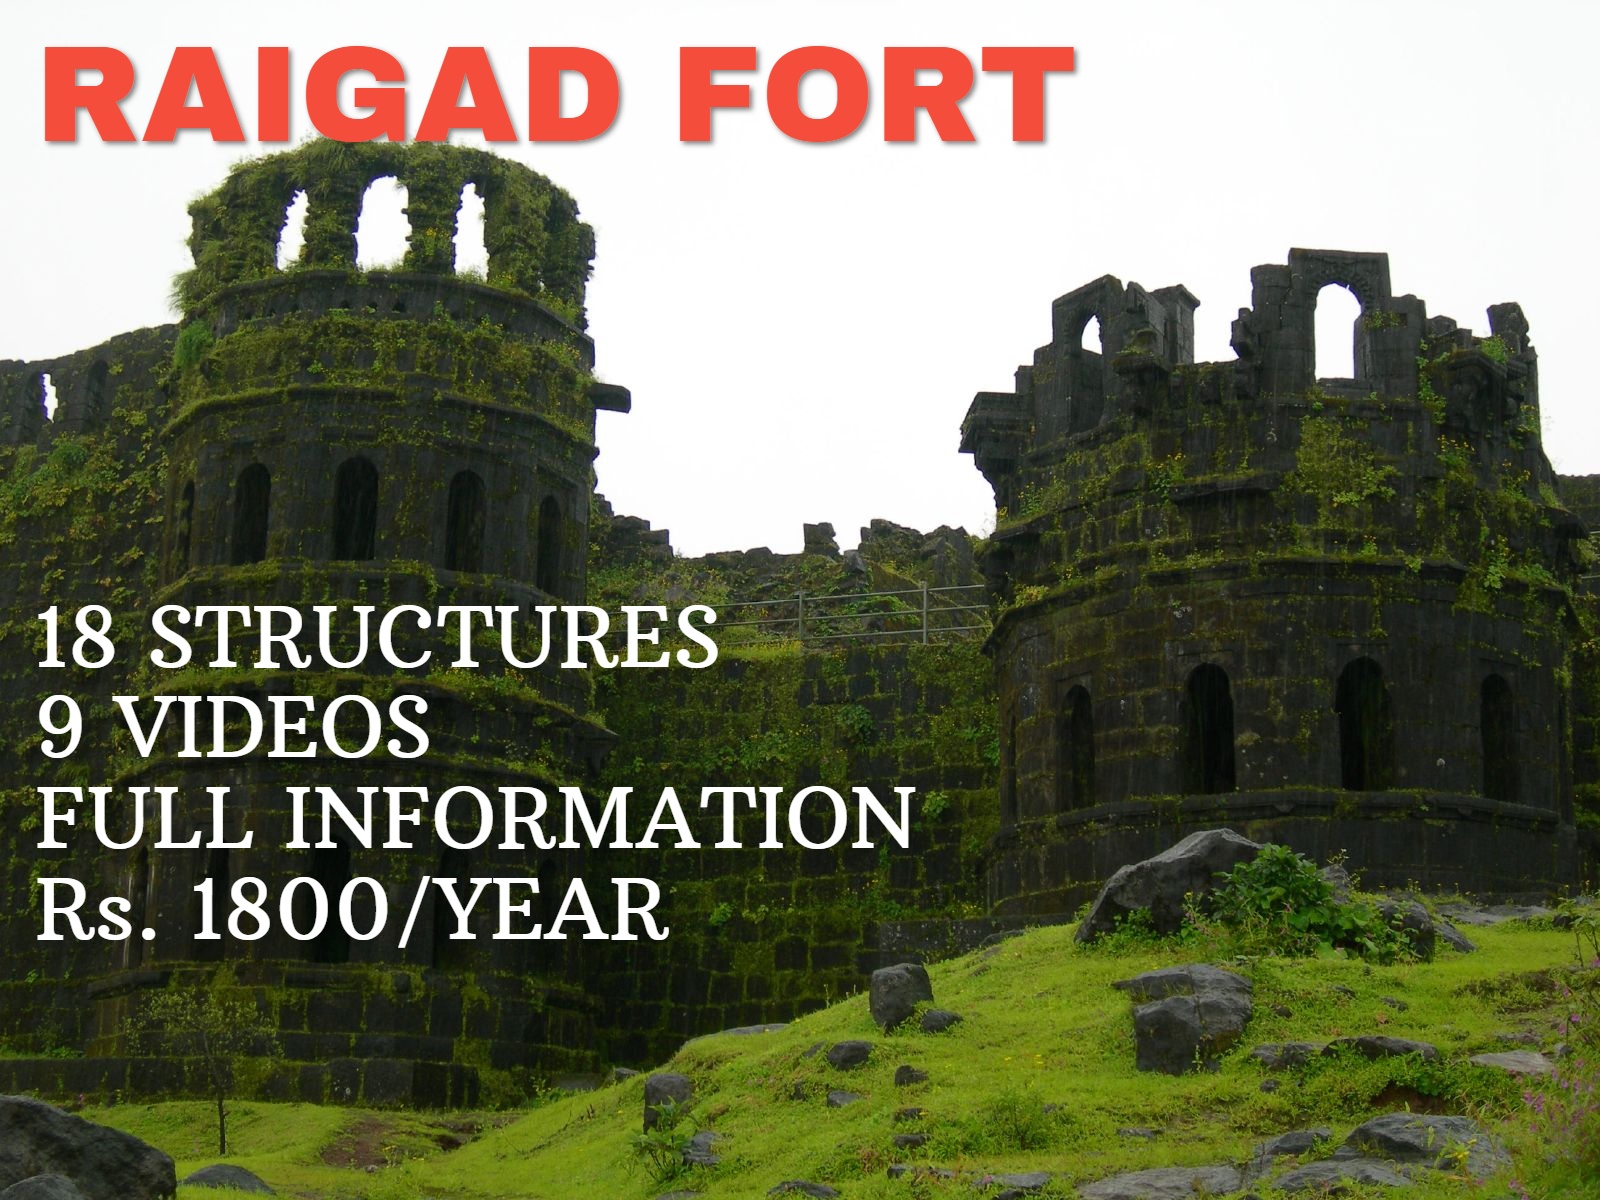 RAIGAD FORT
18 STRUCTURES
9 VIDEOS
FULL INFORMATION
Rs. 1800/YEAR